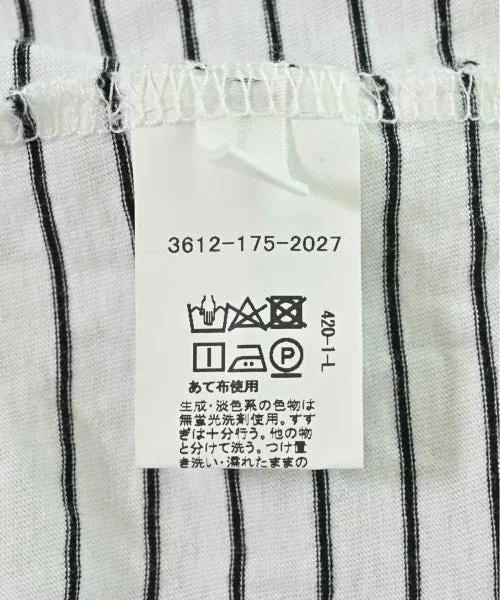 3612-175-2027
420-1-L
P
あて布使用
生成・淡色系の色物は
無蛍光洗剤使用。すす
ぎは十分行う。他の物
と分けて洗う。つけ置
き洗い・濡れたままの